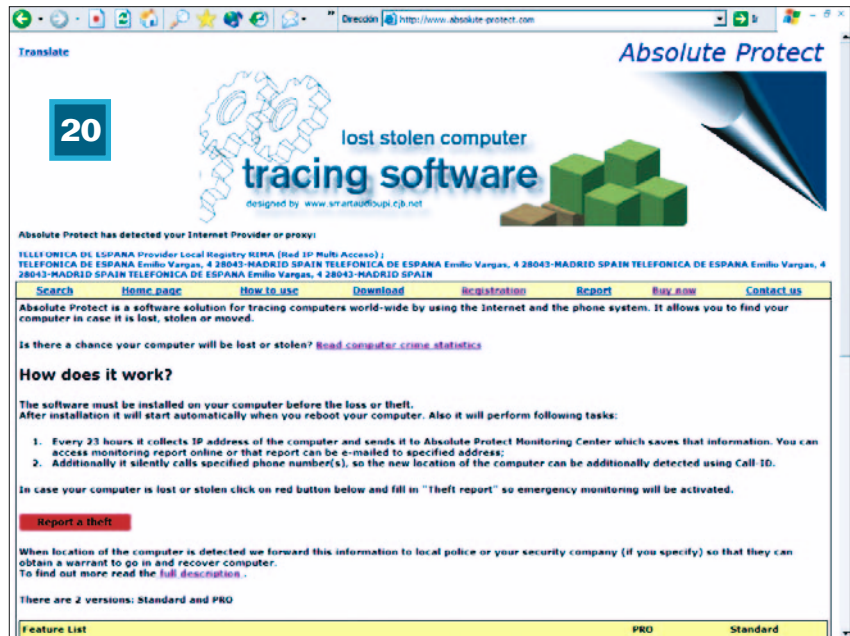 Dirección http://www.absolute-protect.com
Ir
Translate
Absolute Protect
20
lost stolen computer
tracing software
designed by www.smartaudioupi.cjb.net
Absolute Protect has detected your Internet Provider or proxy:
TELEFONICA DE ESPANA Provider Local Registry RIMA (Red IP Multi Acceso) ;
TELEFONICA DE ESPANA Emilio Vargas, 4 28043-MADRID SPAIN TELEFONICA DE ESPANA Emilio Vargas, 4 28043-MADRID SPAIN TELEFONICA DE ESPANA Emilio Vargas, 4
28043-MADRID SPAIN TELEFONICA DE ESPANA Emilio Vargas, 4 28043-MADRID SPAIN
Search Home page How to use Download Registration Report Buy now Contact us
Absolute Protect is a software solution for tracing computers world-wide by using the Internet and the phone system. It allows you to find your
computer in case it is lost, stolen or moved.
Is there a chance your computer will be lost or stolen? Read computer crime statistics
How does it work?
The software must be installed on your computer before the loss or theft.
After installation it will start automatically when you reboot your computer. Also it will perform following tasks:
1. Every 23 hours it collects IP address of the computer and sends it to Absolute Protect Monitoring Center which saves that information. You can
access monitoring report online or that report can be e-mailed to specified address;
2. Additionally it silently calls specified phone number(s), so the new location of the computer can be additionally detected using Call-ID.
In case your computer is lost or stolen click on red button below and fill in "Theft report" so emergency monitoring will be activated.
Report a theft
When location of the computer is detected we forward this information to local police or your security company (if you specify) so that they can
obtain a warrant to go in and recover computer.
To find out more read the full description .
There are 2 versions: Standard and PRO
Feature List PRO Standard